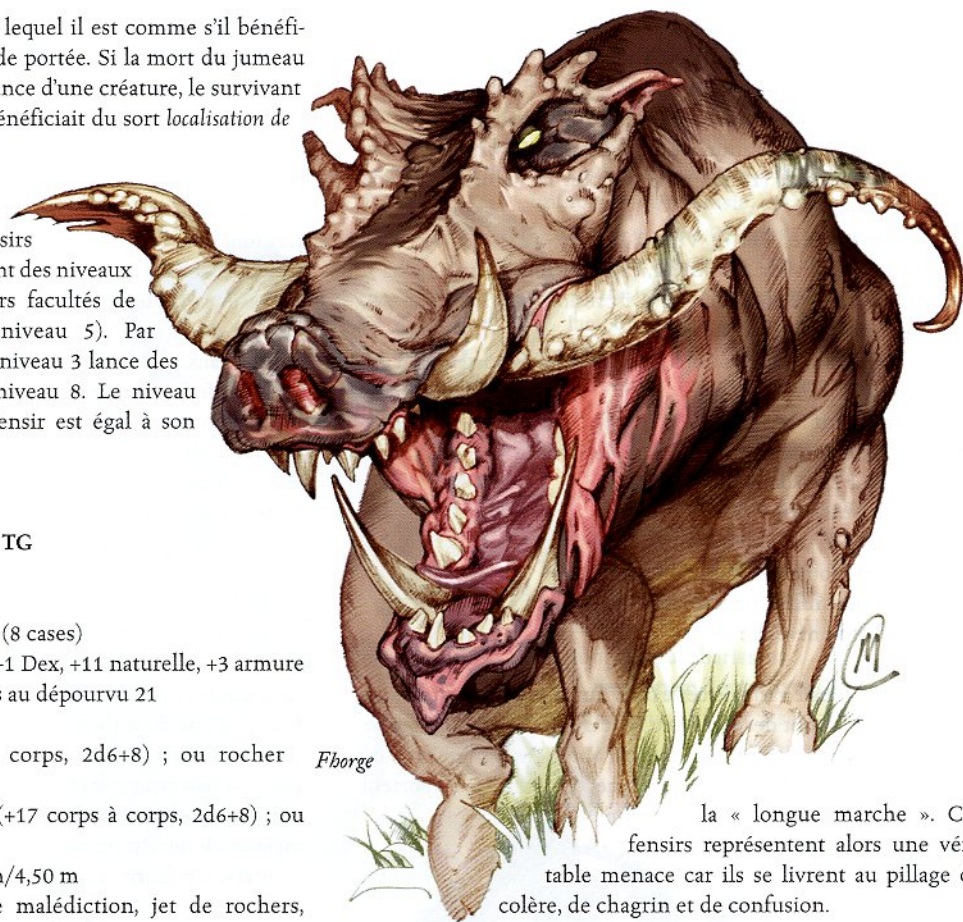 lequel il est comme s'il bénéfi-
de portée. Si la mort du jumeau
nce d'une créature, le survivant
énéficiait du sort localisation de
sirs
nt des niveaux
rs facultés de
niveau 5). Par
niveau 3 lance des
niveau 8. Le niveau
ensir est égal à son
TG
(8 cases)
+1 Dex, +11 naturelle, +3 armure
s au dépourvu 21
corps, 2d6+8) ; ou rocher
(+17 corps à corps, 2d6+8) ; ou
/4,50 m
malédiction, jet de rochers,
Fhorge
la « longue marche ». C
fensirs représentent alors une vér
table menace car ils se livrent au pillage
colère, de chagrin et de confusion.